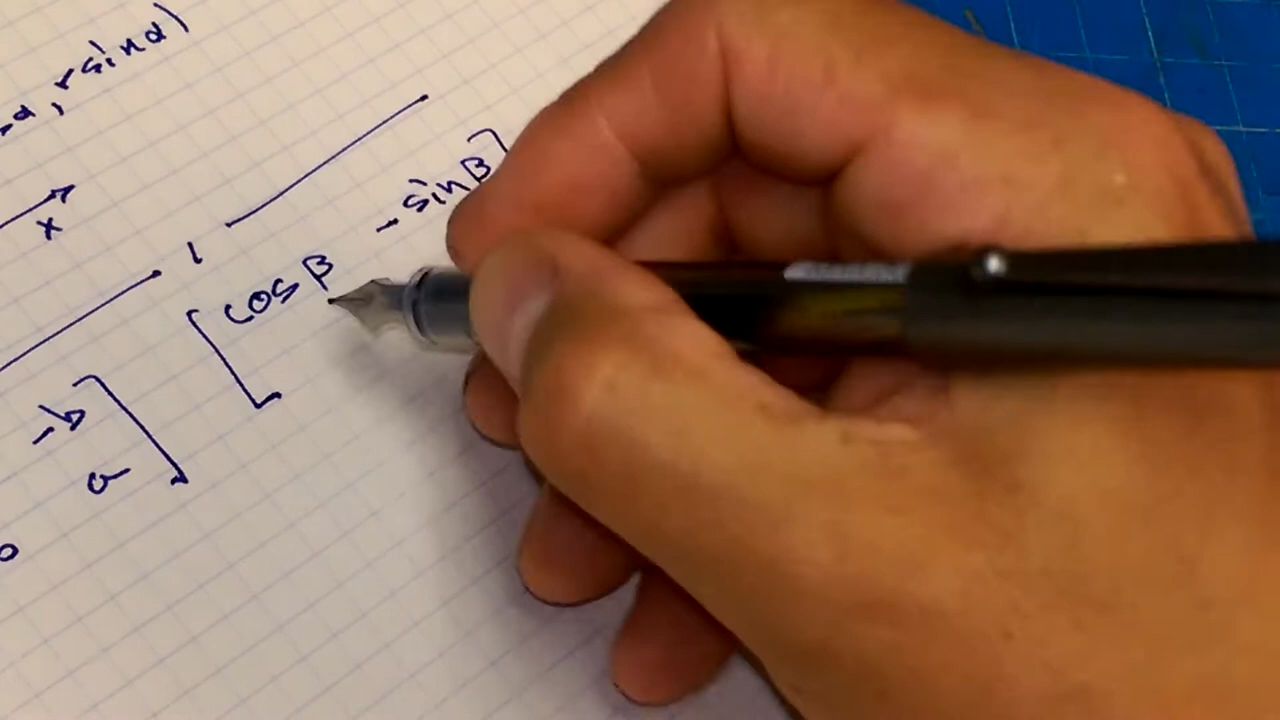 α, r sin α)
x
1
-b
a
[cos β -sin β]